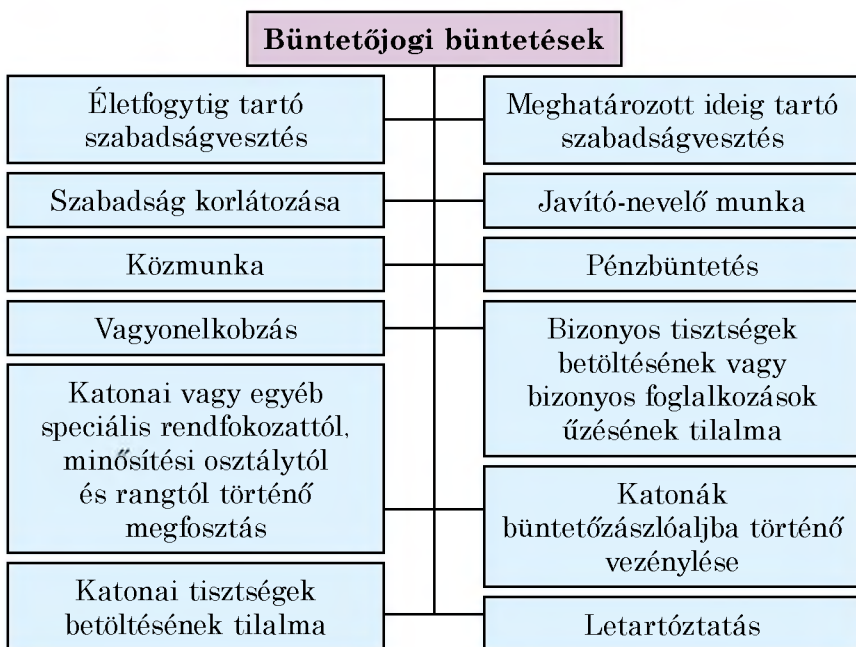 Büntetőjogi büntetések
Életfogytig tartó
szabadságvesztés
Meghatározott ideig tartó
szabadságvesztés
Szabadság korlátozása
Javító-nevelő munka
Közmunka
Pénzbüntetés
Vagyonelkobzás
Bizonyos tisztségek
betöltésének vagy
bizonyos foglalkozások
űzésének tilalma
Katonai vagy egyéb
speciális rendfokozattól,
minősítési osztálytól
és rangtól történő
megfosztás
Katonák
büntetőzászlóaljba történő
vezénylése
Katonai tisztségek
betöltésének tilalma
Letartóztatás